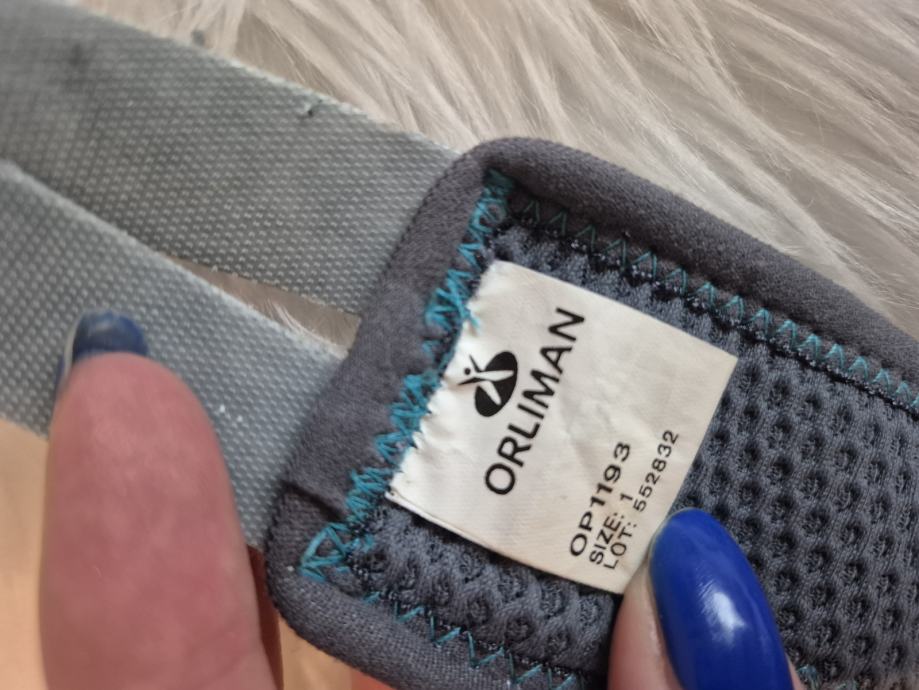 ORLIMAN
OP1193
SIZE: 1
LOT: 552832